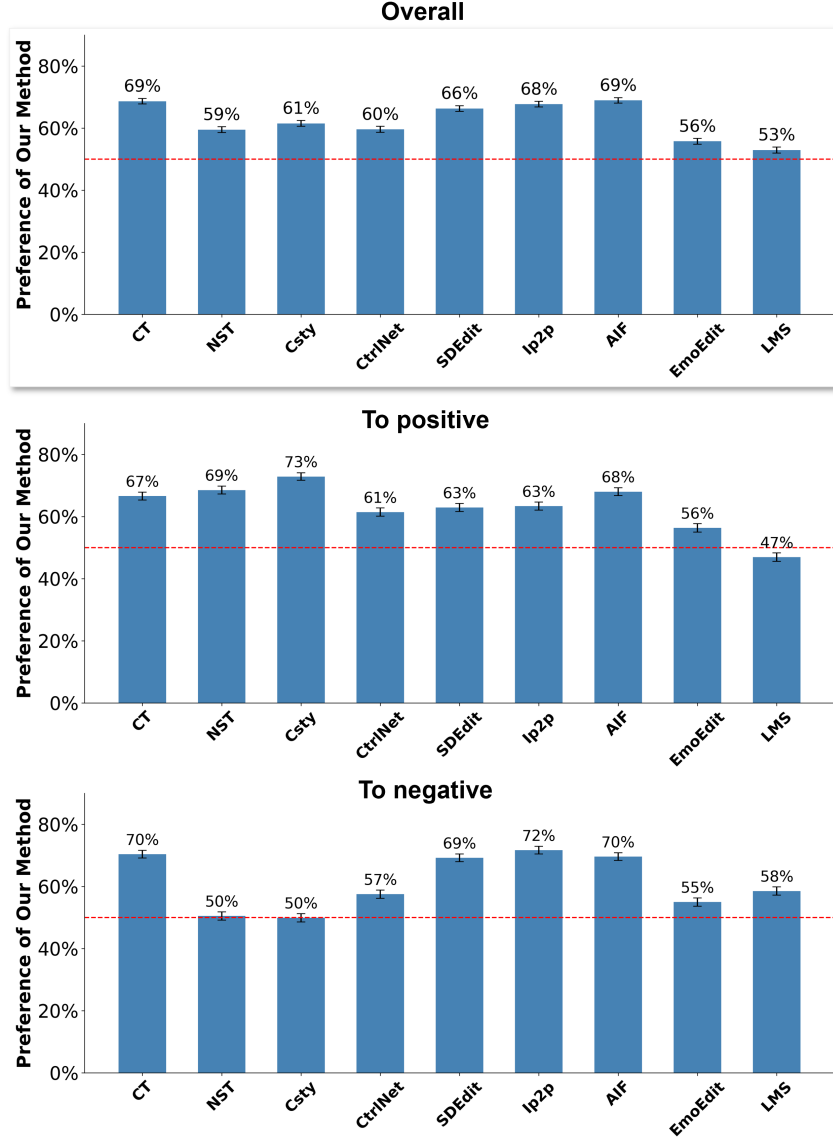 Overall
Preference of Our Method
80%
60%
40%
20%
0%
69%
59%
61%
60%
66%
68%
69%
56%
53%
CT
NST
Csty
CtrlNet
SDEdit
Ip2p
AIF
EmoEdit
LMS
To positive
Preference of Our Method
80%
60%
40%
20%
0%
67%
69%
73%
61%
63%
63%
68%
56%
47%
CT
NST
Csty
CtrlNet
SDEdit
Ip2p
AIF
EmoEdit
LMS
To negative
Preference of Our Method
80%
60%
40%
20%
0%
70%
50%
50%
57%
69%
72%
70%
55%
58%
CT
NST
Csty
CtrlNet
SDEdit
Ip2p
AIF
EmoEdit
LMS